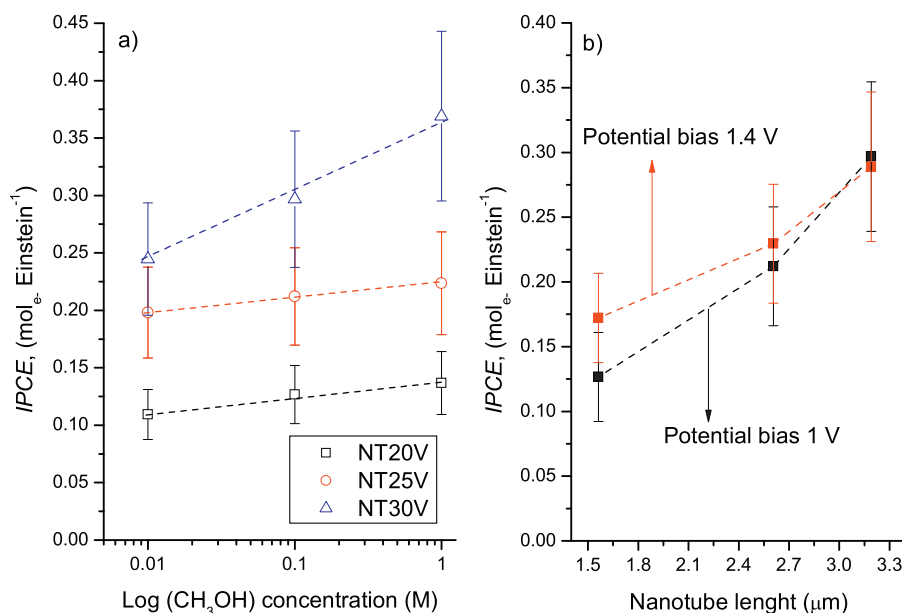 a)
IPCE, (mol e- Einstein-1)
0.45
0.40
0.35
0.30
0.25
0.20
0.15
0.10
0.05
0.00
NT20V
NT25V
NT30V
0.01 0.1 1
Log (CH3OH) concentration (M)
b)
IPCE, (mol e- Einstein-1)
0.40
0.35
0.30
0.25
0.20
0.15
0.10
0.05
0.00
Potential bias 1.4 V
Potential bias 1 V
1.5 1.8 2.1 2.4 2.7 3.0 3.3
Nanotube lenght (μm)